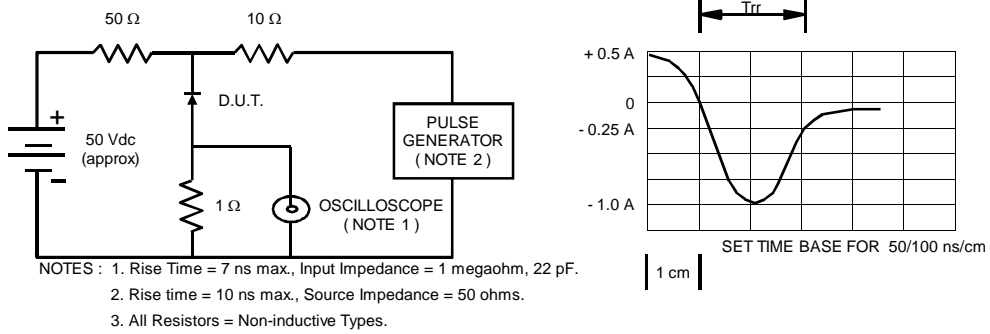 50 Ω
10 Ω
D.U.T.
+
50 Vdc
(approx)
-
1 Ω
OSCILLOSCOPE
( NOTE 1 )
PULSE
GENERATOR
( NOTE 2 )
Trr
+ 0.5 A
0
- 0.25 A
- 1.0 A
SET TIME BASE FOR 50/100 ns/cm
1 cm
NOTES : 1. Rise Time = 7 ns max., Input Impedance = 1 megaohm, 22 pF.
2. Rise time = 10 ns max., Source Impedance = 50 ohms.
3. All Resistors = Non-inductive Types.